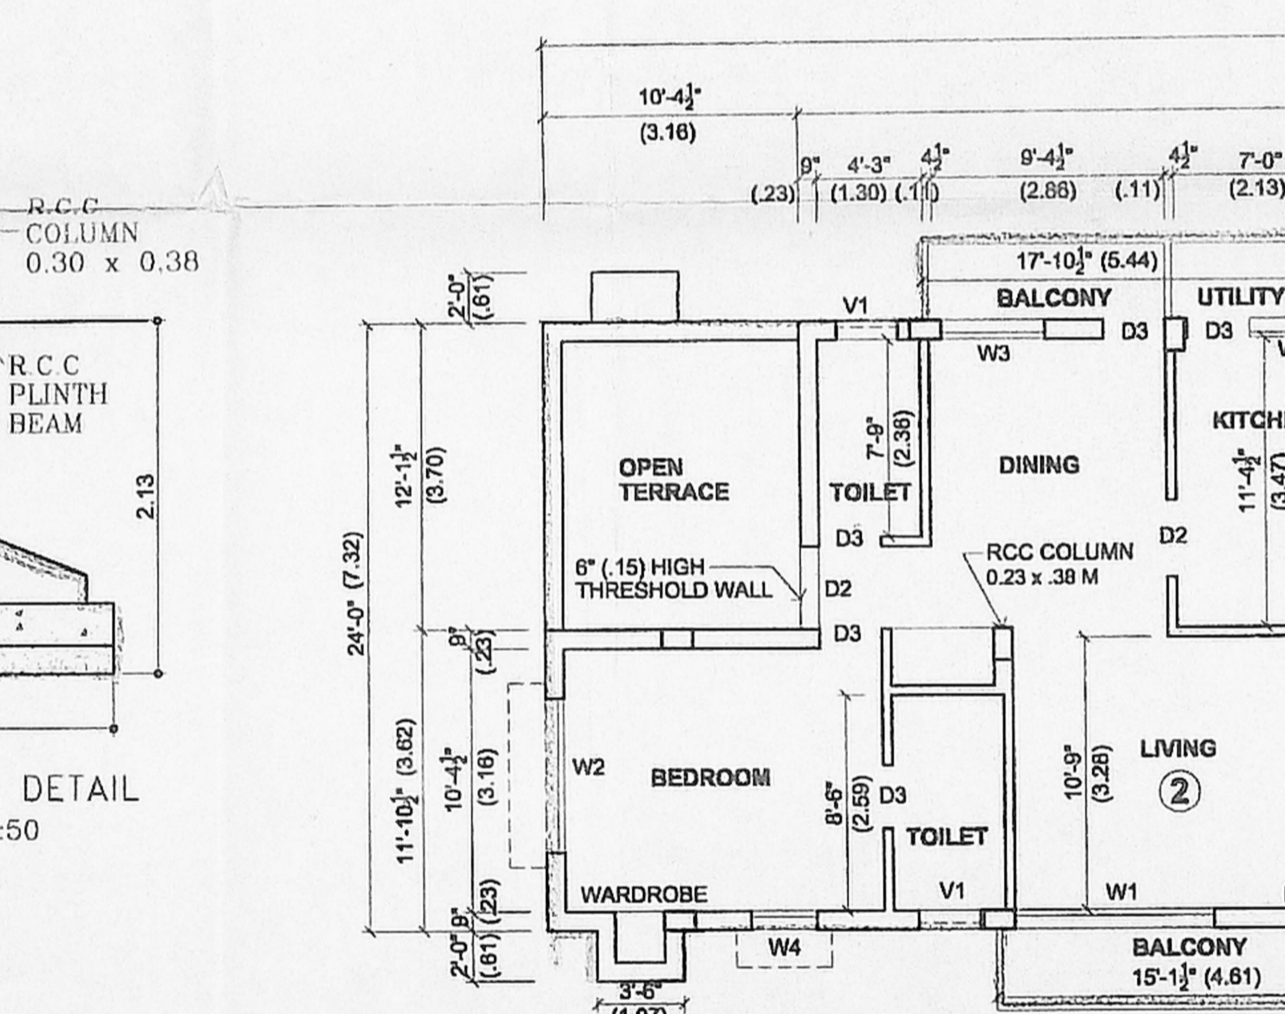 10'-4½"
(3.16)
9" 4'-3" 4½" 9'-4½" 4½" 7'-0"
(.23) (1.30) (2.86) (.11) (2.13)
R.C.C
COLUMN
0.30 x 0.38
R.C.C
PLINTH
BEAM
2.13
DETAIL
:50
2'-0"
(.61)
17'-10½" (5.44)
V1
BALCONY
UTILITY
W3
D3
D3
12'-1½"
(3.70)
24'-0" (7.32)
OPEN
TERRACE
7'-9"
(2.36)
TOILET
DINING
11'-4½"
(3.47)
D3
D2
6" (.15) HIGH
THRESHOLD WALL
D2
RCC COLUMN
0.23 x .38 M
D3
9"
(.23)
11'-10½" (3.62)
10'-4½"
(3.16)
W2
BEDROOM
8'-6"
(2.59)
D3
TOILET
10'-9"
(3.28)
LIVING
2
WARDROBE
V1
W1
9"
(.23)
2'-0"
(.61)
W4
BALCONY
15'-1½" (4.61)
3'-6"